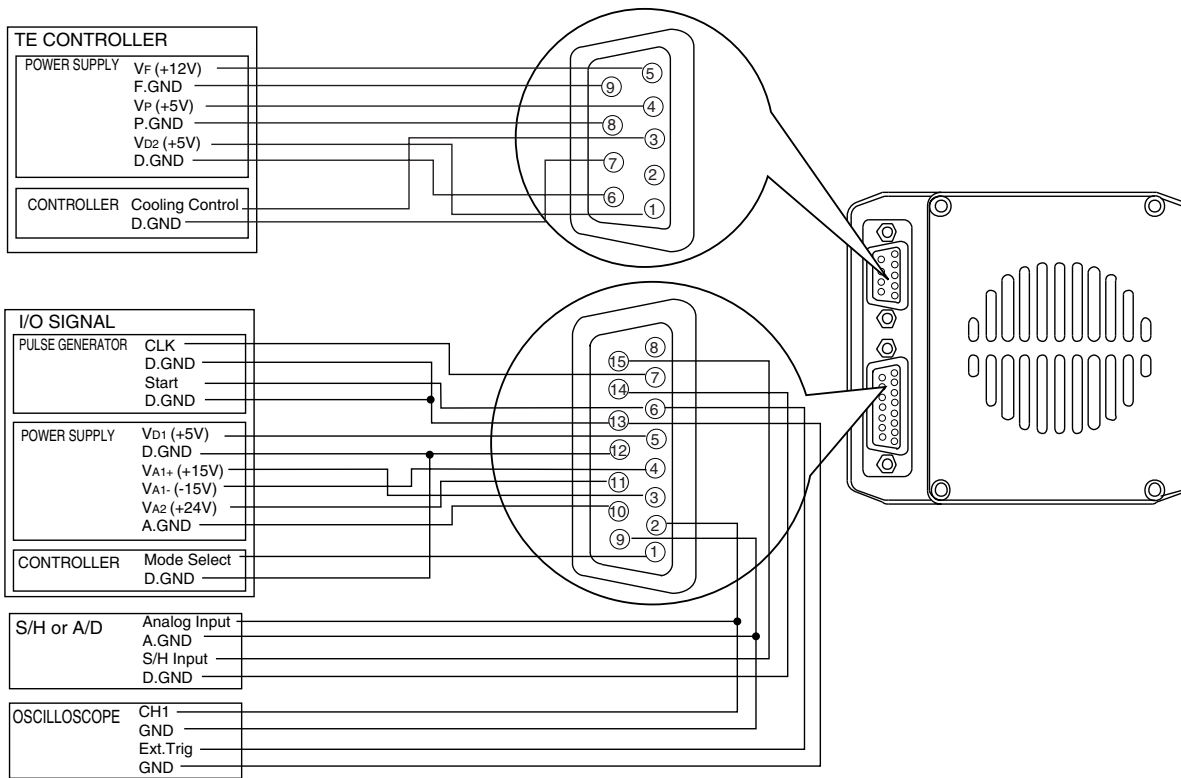 TE CONTROLLER
POWER SUPPLY
VF (+12V)
F.GND
VP (+5V)
P.GND
VD2 (+5V)
D.GND
CONTROLLER
Cooling Control
D.GND
5
9
4
8
3
7
2
6
1
I/O SIGNAL
PULSE GENERATOR
CLK
D.GND
Start
D.GND
POWER SUPPLY
VD1 (+5V)
D.GND
VA1+ (+15V)
VA1- (-15V)
VA2 (+24V)
A.GND
CONTROLLER
Mode Select
D.GND
8
15
7
14
6
13
5
12
4
11
3
10
2
9
1
S/H or A/D
Analog Input
A.GND
S/H Input
D.GND
OSCILLOSCOPE
CH1
GND
Ext.Trig
GND